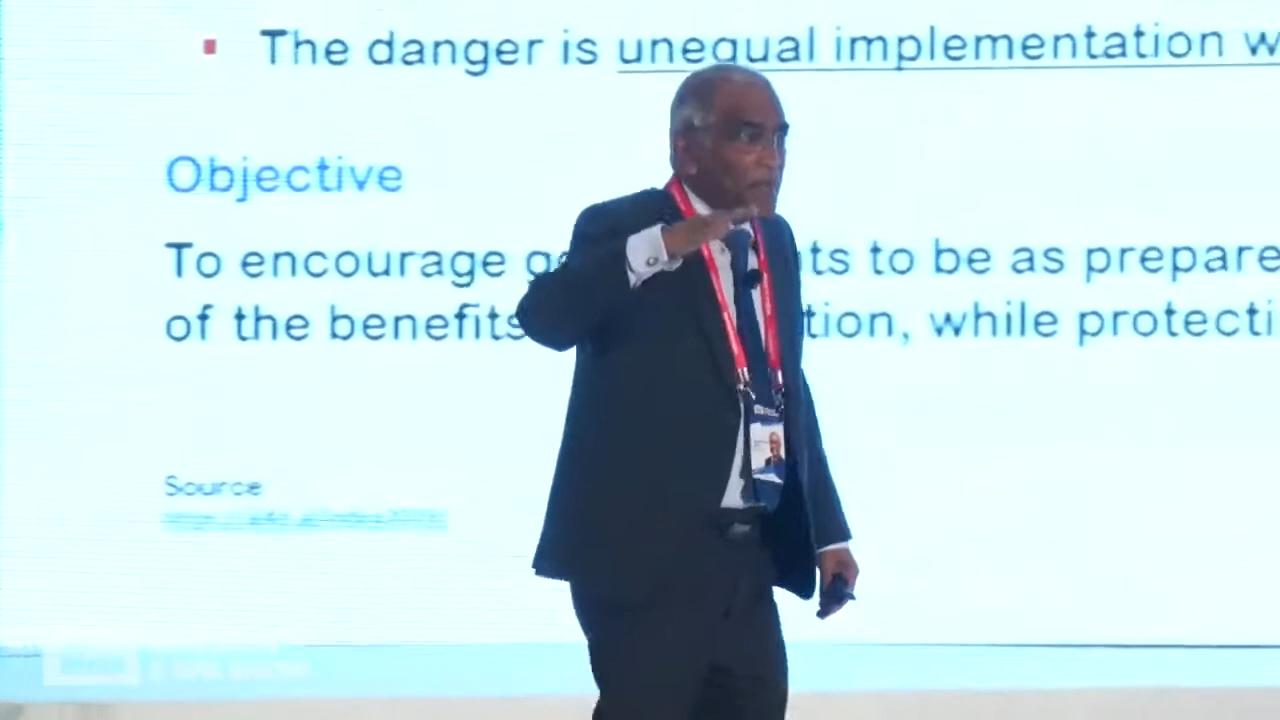 The danger is unequal implementation w
Objective
To encourage go ts to be as prepare
of the benefits tion, while protecti
Source